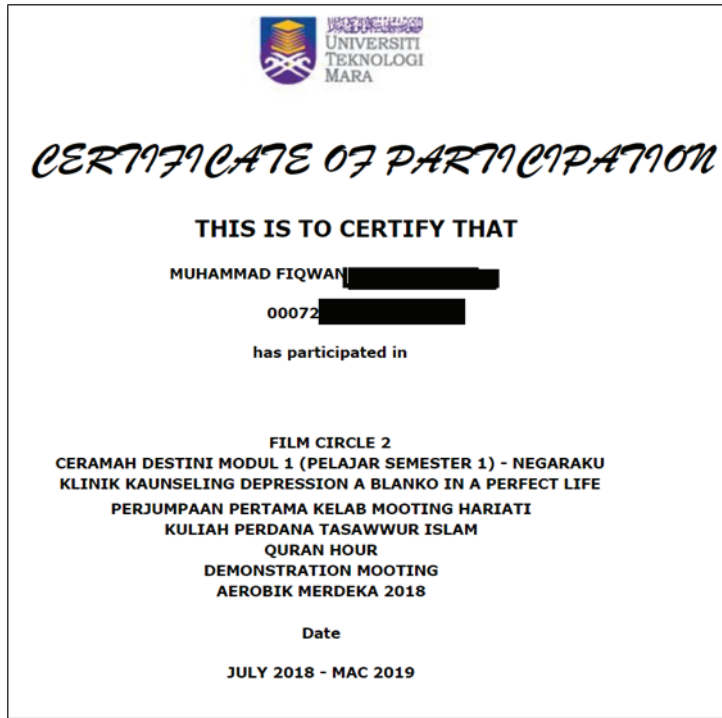 UNIVERSITI
TEKNOLOGI
MARA
CERTIFICATE OF PARTICIPATION
THIS IS TO CERTIFY THAT
MUHAMMAD FIQWAN
00072
has participated in
FILM CIRCLE 2
CERAMAH DESTINI MODUL 1 (PELAJAR SEMESTER 1) - NEGARAKU
KLINIK KAUNSELING DEPRESSION A BLANKO IN A PERFECT LIFE
PERJUMPAAN PERTAMA KELAB MOOTING HARIATI
KULIAH PERDANA TASAWWUR ISLAM
QURAN HOUR
DEMONSTRATION MOOTING
AEROBIK MERDEKA 2018
Date
JULY 2018 - MAC 2019